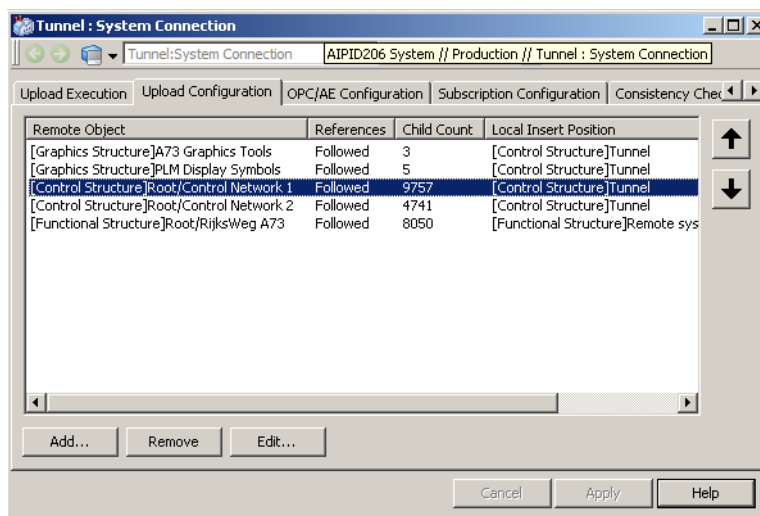 Tunnel : System Connection
Tunnel:System Connection AIPID206 System // Production // Tunnel : System Connection
Upload Execution Upload Configuration OPC/AE Configuration Subscription Configuration Consistency
Remote Object References Child Count Local Insert Position
[Graphics Structure]A73 Graphics Tools Followed 3 [Control Structure]Tunnel
[Graphics Structure]PLM Display Symbols Followed 5 [Control Structure]Tunnel
[Control Structure]Root/Control Network 1 Followed 9757 [Control Structure]Tunnel
[Control Structure]Root/Control Network 2 Followed 4741 [Control Structure]Tunnel
[Functional Structure]Root/RijksWeg A73 Followed 8050 [Functional Structure]Remote sys
Add... Remove Edit...
Cancel Apply Help